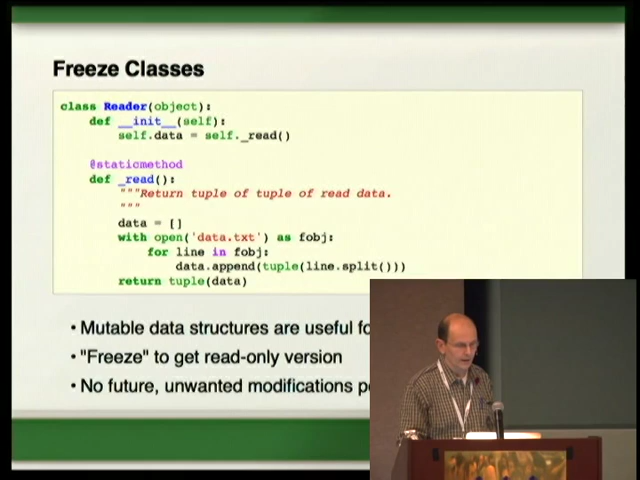 Freeze Classes
class Reader(object):
def __init__(self):
self.data = self._read()
@staticmethod
def _read():
"""Return tuple of tuple of read data.
"""
data = []
with open('data.txt') as fobj:
for line in fobj:
data.append(tuple(line.split()))
return tuple(data)
• Mutable data structures are useful
• "Freeze" to get read-only version
• No future, unwanted modifications